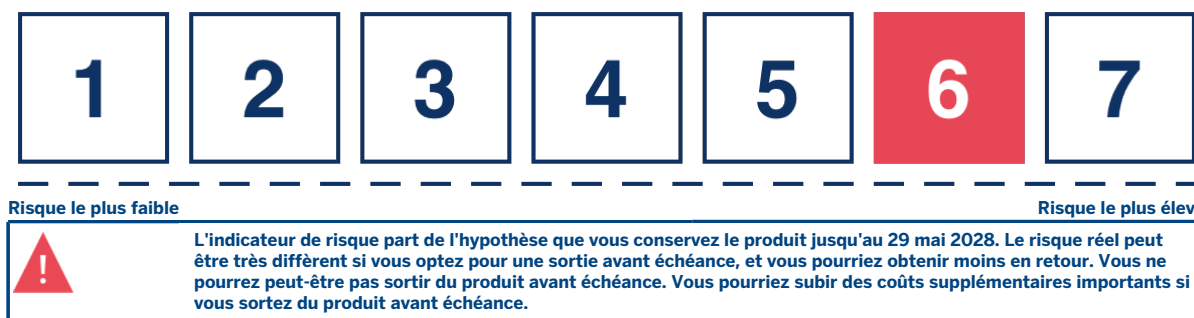 1 2 3 4 5 6 7
Risque le plus faible Risque le plus élev
L'indicateur de risque part de l'hypothèse que vous conservez le produit jusqu'au 29 mai 2028. Le risque réel peut
être très diffèrent si vous optez pour une sortie avant échéance, et vous pourriez obtenir moins en retour. Vous ne
pourrez peut-être pas sortir du produit avant échéance. Vous pourriez subir des coûts supplémentaires importants si
vous sortez du produit avant échéance.